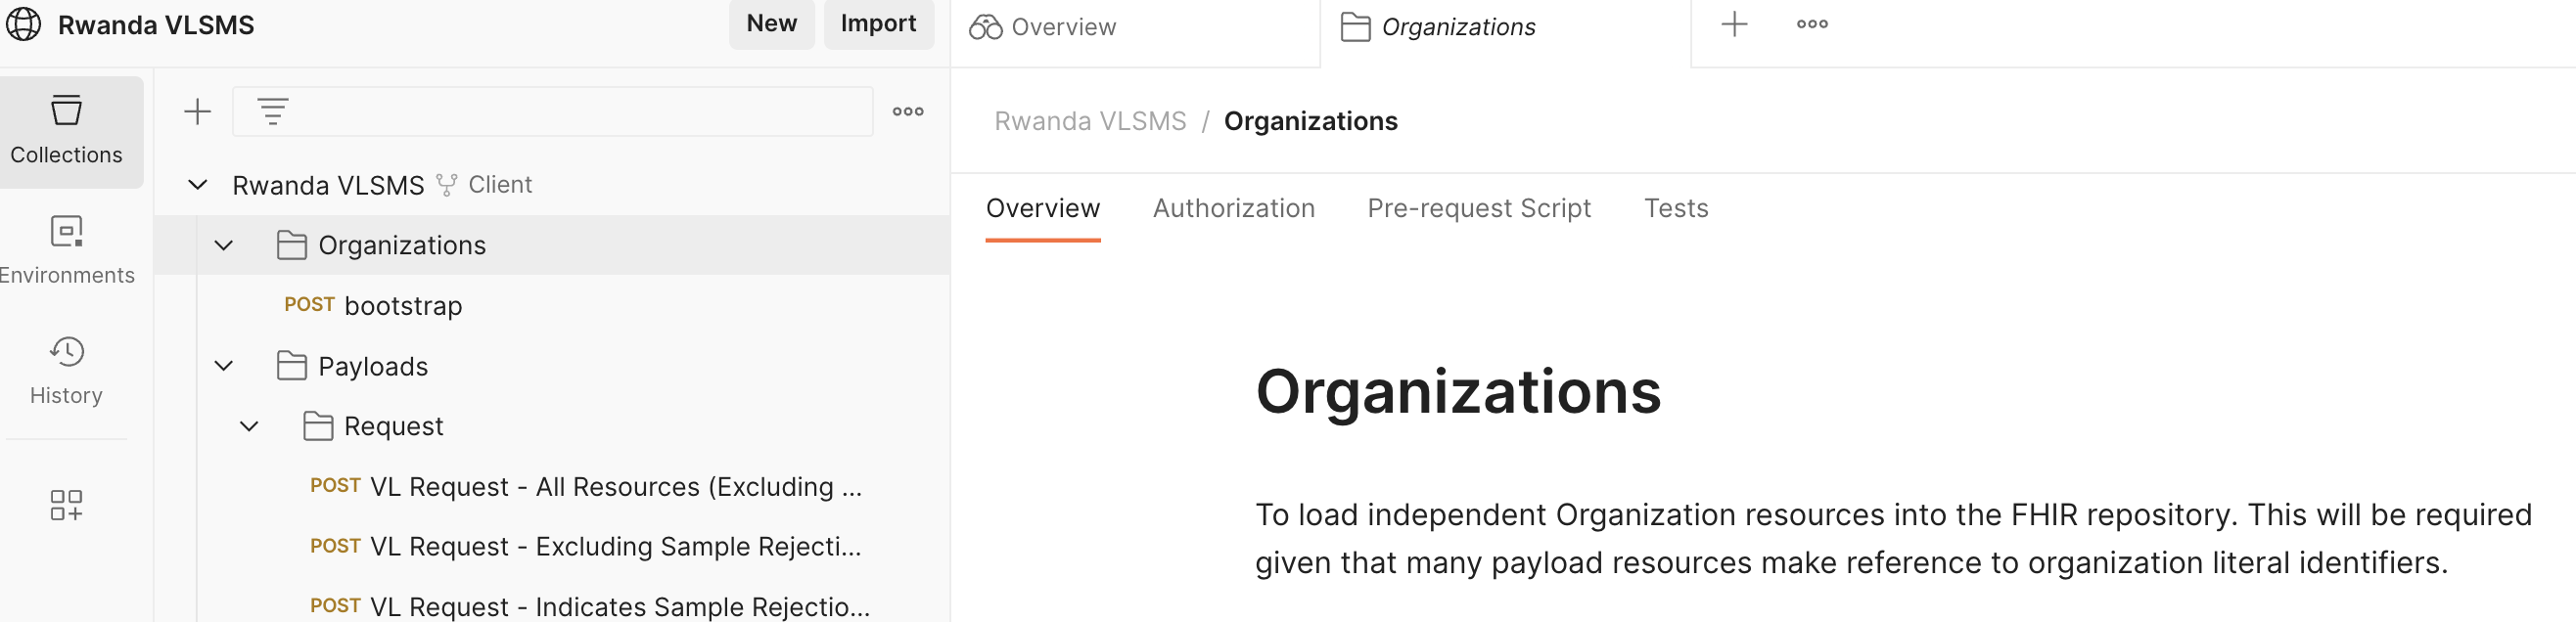 Rwanda VLSMS
New
Import
Overview
Organizations
Collections
Environments
History
Rwanda VLSMS Client
Organizations
POST bootstrap
Payloads
Request
POST VL Request - All Resources (Excluding ...
POST VL Request - Excluding Sample Rejecti...
POST VL Request - Indicates Sample Rejectio...
Rwanda VLSMS / Organizations
Overview
Authorization
Pre-request Script
Tests
Organizations
To load independent Organization resources into the FHIR repository. This will be required
given that many payload resources make reference to organization literal identifiers.